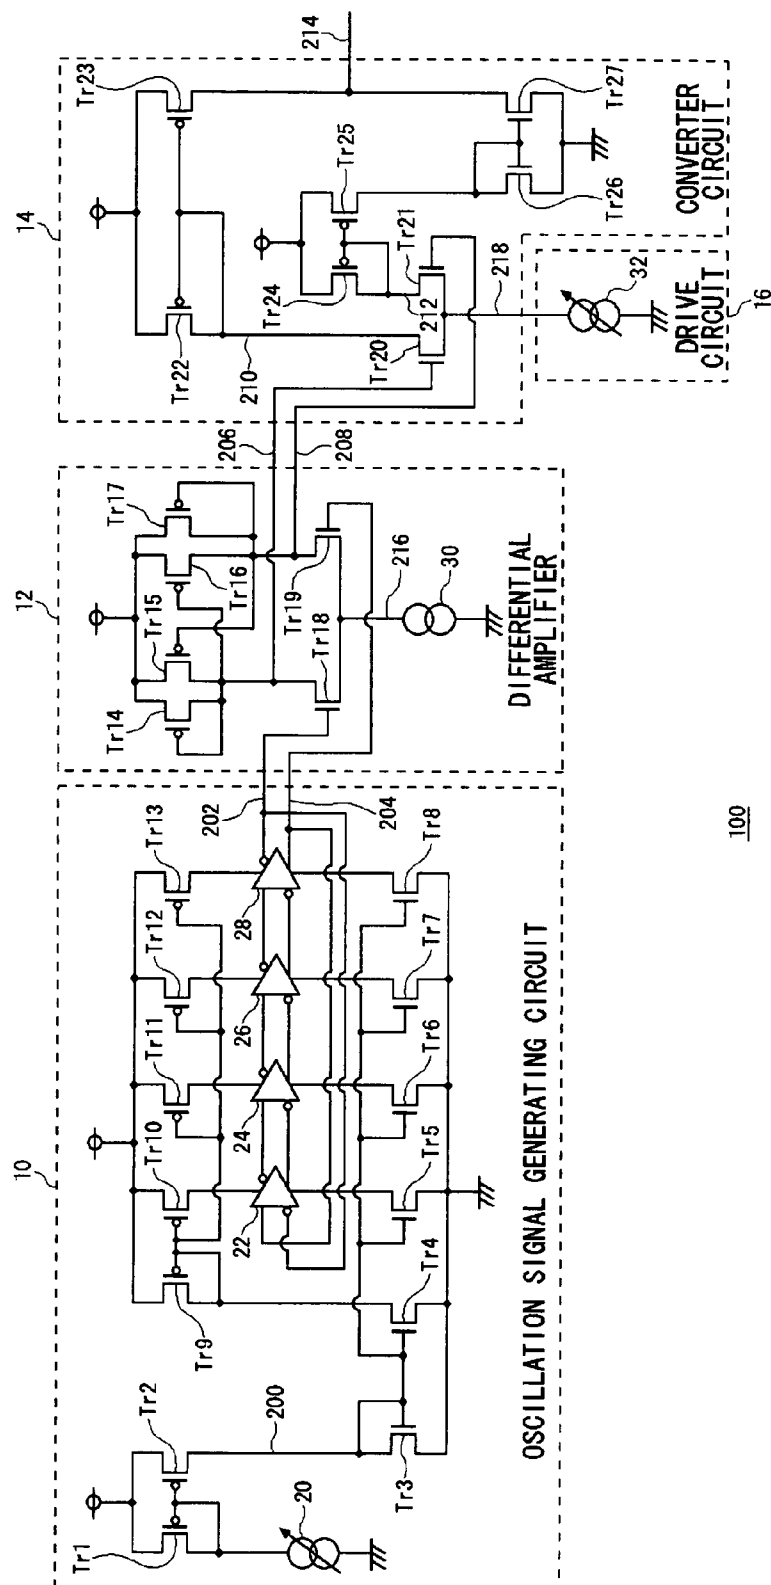 10
Tr1
Tr2
20
200
Tr3
Tr9
Tr4
Tr10
Tr11
Tr12
Tr13
22
24
26
28
Tr5
Tr6
Tr7
Tr8
202
204
OSCILLATION SIGNAL GENERATING CIRCUIT
12
Tr14
Tr15
Tr16
Tr17
Tr18
Tr19
216
30
DIFFERENTIAL
AMPLIFIER
206
208
14
Tr22
Tr23
210
Tr24
Tr25
Tr20
212
Tr21
Tr26
Tr27
214
218
CONVERTER
CIRCUIT
32
DRIVE
CIRCUIT
16
100